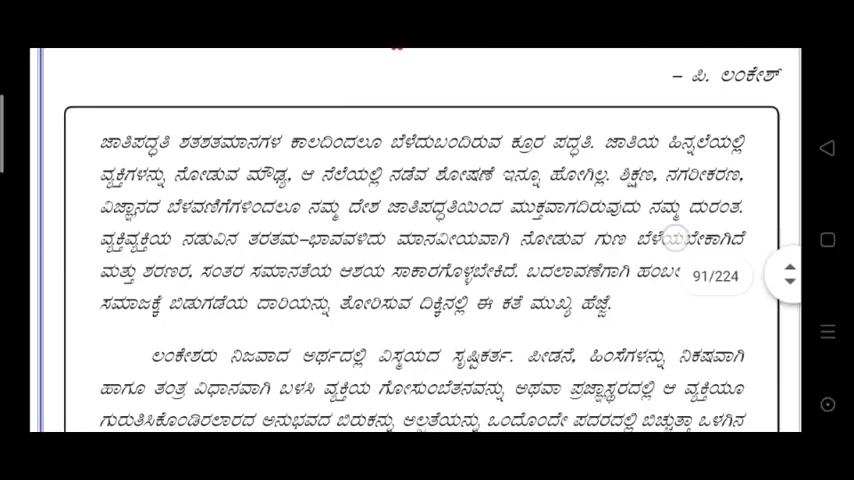 – ಪಿ. ಲಂಕೇಶ್
ಜಾತಿಪದ್ಧತಿ ಶತಶತಮಾನಗಳ ಕಾಲದಿಂದಲೂ ಬೆಳೆದುಬಂದಿರುವ ಕ್ರೂರ ಪದ್ಧತಿ. ಜಾತಿಯ ಹಿನ್ನಲೆಯಲ್ಲಿ
ವ್ಯಕ್ತಿಗಳನ್ನು ನೋಡುವ ಮೌಢ್ಯ, ಆ ನೆಲೆಯಲ್ಲಿ ನಡೆವ ಶೋಷಣೆ ಇನ್ನೂ ಹೋಗಿಲ್ಲ. ಶಿಕ್ಷಣ, ನಗರೀಕರಣ,
ವಿಜ್ಞಾನದ ಬೆಳವಣಿಗೆಗಳಿಂದಲೂ ನಮ್ಮ ದೇಶ ಜಾತಿಪದ್ಧತಿಯಿಂದ ಮುಕ್ತವಾಗದಿರುವುದು ನಮ್ಮ ದುರಂತ.
ವ್ಯಕ್ತಿವ್ಯಕ್ತಿಯ ನಡುವಿನ ತರತಮ–ಭಾವವಳಿದು ಮಾನವೀಯವಾಗಿ ನೋಡುವ ಗುಣ ಬೆಳೆಯಬೇಕಾಗಿದೆ
ಮತ್ತು ಶರಣರ, ಸಂತರ ಸಮಾನತೆಯ ಆಶಯ ಸಾಕಾರಗೊಳ್ಳಬೇಕಿದೆ. ಬದಲಾವಣೆಗಾಗಿ 91/224
ಸಮಾಜಕ್ಕೆ ಬಿಡುಗಡೆಯ ದಾರಿಯನ್ನು ತೋರಿಸುವ ದಿಕ್ಕಿನಲ್ಲಿ ಈ ಕತೆ ಮುಖ್ಯ ಹೆಜ್ಜೆ.
ಲಂಕೇಶರು ನಿಜವಾದ ಅರ್ಥದಲ್ಲಿ ವಿಸ್ಮಯದ ಸೃಷ್ಟಿಕರ್ತ. ಪೀಡನೆ, ಹಿಂಸೆಗಳನ್ನು ನಿಕಷವಾಗಿ
ಹಾಗೂ ತಂತ್ರ ವಿಧಾನವಾಗಿ ಬಳಸಿ ವ್ಯಕ್ತಿಯ ಗೋಸುಂಬೆತನವನ್ನು ಅಥವಾ ಪ್ರಜ್ಞಾಸ್ಥರದಲ್ಲಿ ಆ ವ್ಯಕ್ತಿಯೂ
ಗುರುತಿಸಿಕೊಂಡಿರಲಾರದ ಅನುಭವದ ಬಿರುಕನ್ನು ಅಲ್ಪತೆಯನ್ನು ಒಂದೊಂದೇ ಪದರದಲ್ಲಿ ಬಿಚ್ಚುತ್ತಾ ಒಳಗಿನ